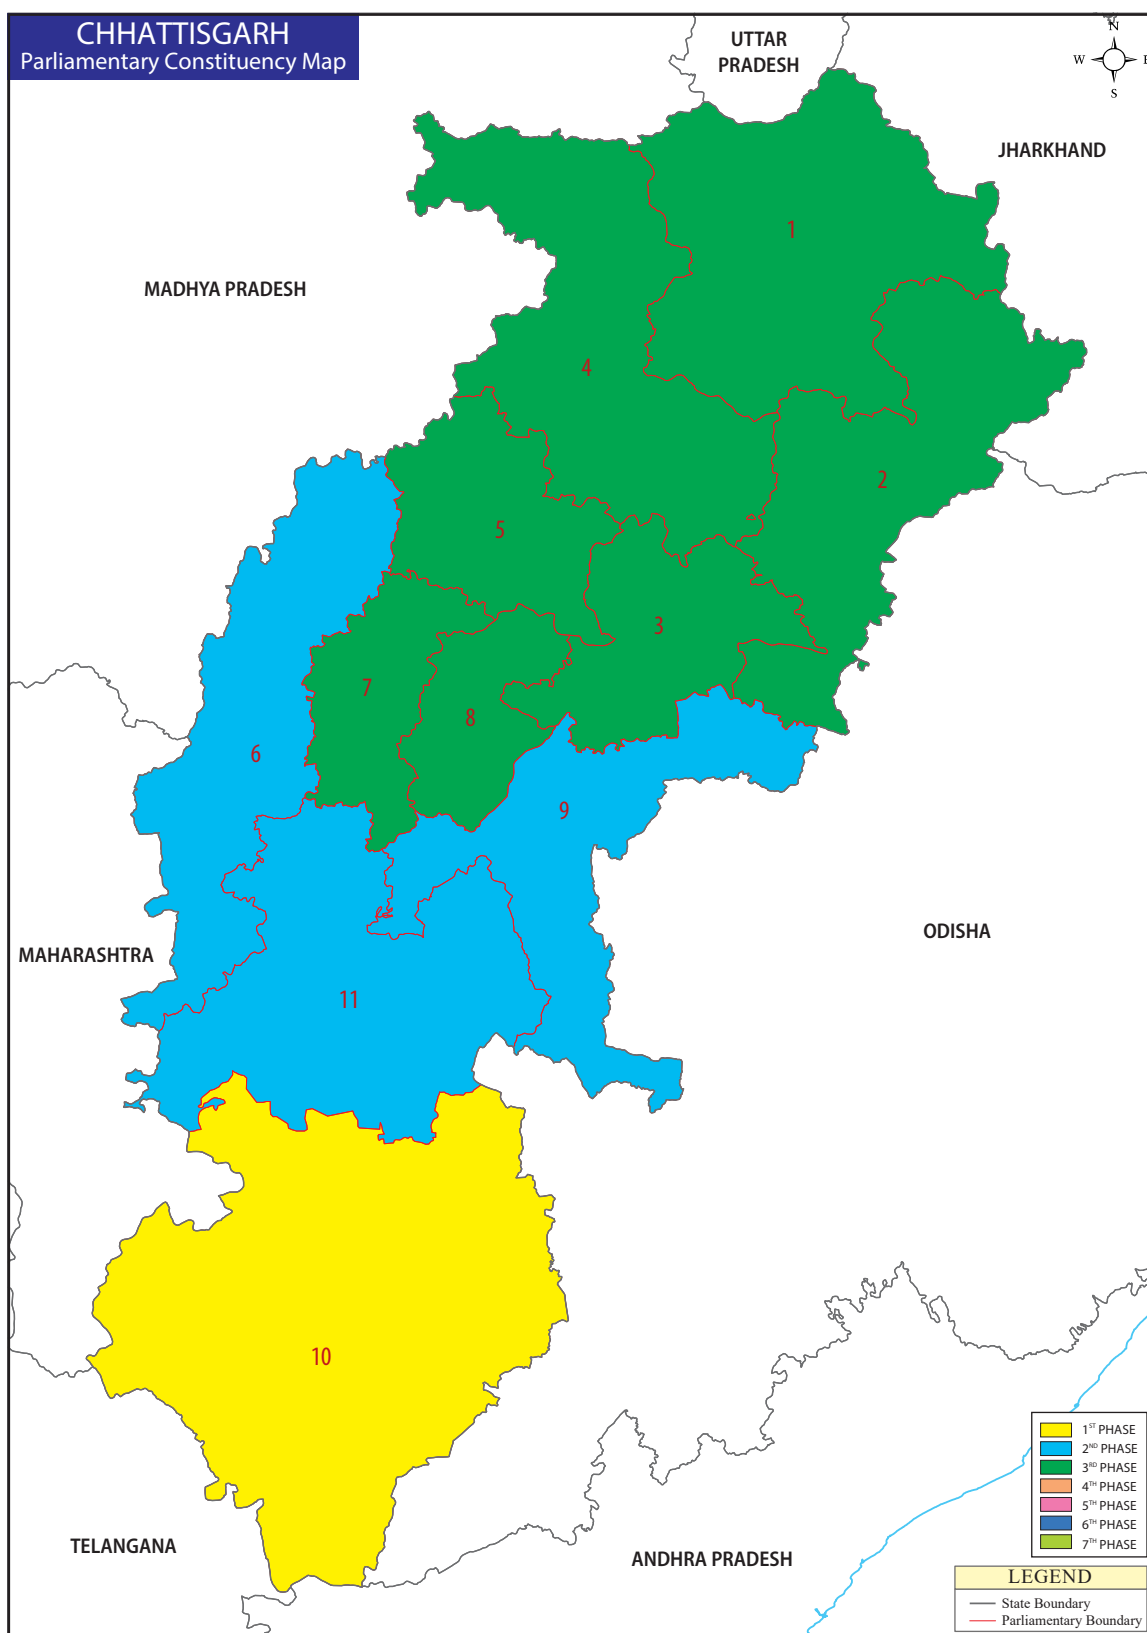 CHHATTISGARH
Parliamentary Constituency Map
UTTAR
PRADESH
N
W
E
S
JHARKHAND
1
MADHYA PRADESH
4
2
5
3
7
8
6
9
ODISHA
MAHARASHTRA
11
10
1ST PHASE
2ND PHASE
3RD PHASE
4TH PHASE
5TH PHASE
6TH PHASE
7TH PHASE
TELANGANA
ANDHRA PRADESH
LEGEND
State Boundary
Parliamentary Boundary